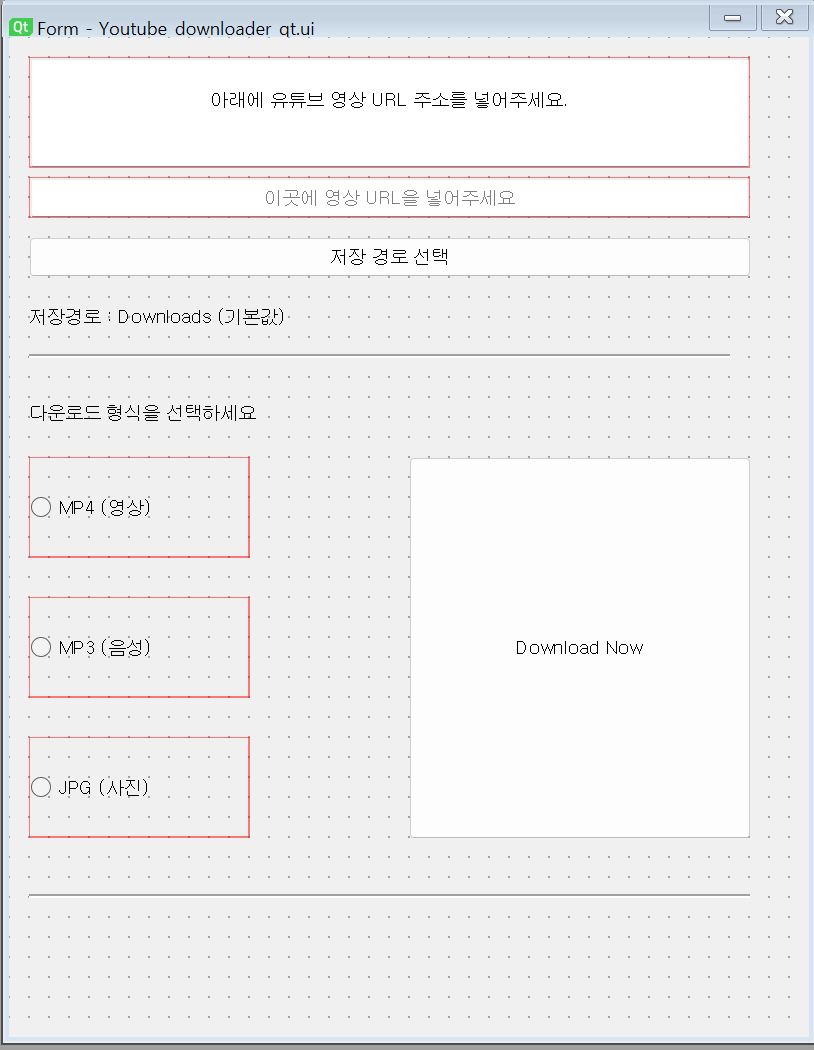 Qt Form - Youtube_downloader_qt.ui
아래에 유튜브 영상 URL 주소를 넣어주세요.
이곳에 영상 URL을 넣어주세요
저장 경로 선택
저장경로 : Downloads (기본값)
다운로드 형식을 선택하세요
MP4 (영상)
MP3 (음성)
Download Now
JPG (사진)